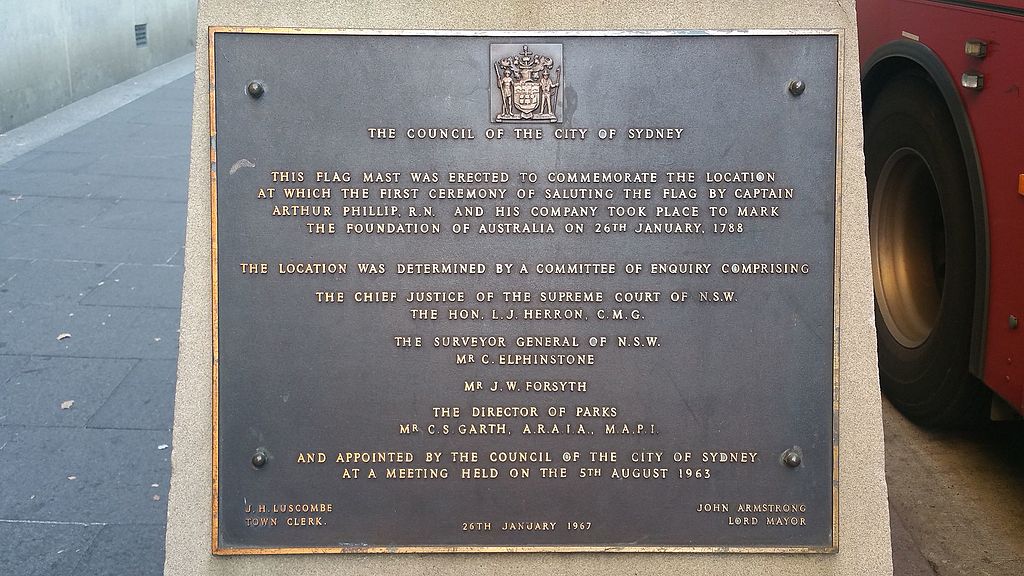 THE COUNCIL OF THE CITY OF SYDNEY
THIS FLAG MAST WAS ERECTED TO COMMEMORATE THE LOCATION
AT WHICH THE FIRST CEREMONY OF SALUTING THE FLAG BY CAPTAIN
ARTHUR PHILLIP, R.N. AND HIS COMPANY TOOK PLACE TO MARK
THE FOUNDATION OF AUSTRALIA ON 26TH JANUARY, 1788
THE LOCATION WAS DETERMINED BY A COMMITTEE OF ENQUIRY COMPRISING
THE CHIEF JUSTICE OF THE SUPREME COURT OF N.S.W.
THE HON. L.J. HERRON, C.M.G.
THE SURVEYOR GENERAL OF N.S.W.
MR C. ELPHINSTONE
MR J.W. FORSYTH
THE DIRECTOR OF PARKS
MR C.S. GARTH, A.R.A.I.A., M.A.P.I.
AND APPOINTED BY THE COUNCIL OF THE CITY OF SYDNEY
AT A MEETING HELD ON THE 5TH AUGUST 1963
J.H. LUSCOMBE
TOWN CLERK.
26TH JANUARY 1967
JOHN ARMSTRONG
LORD MAYOR